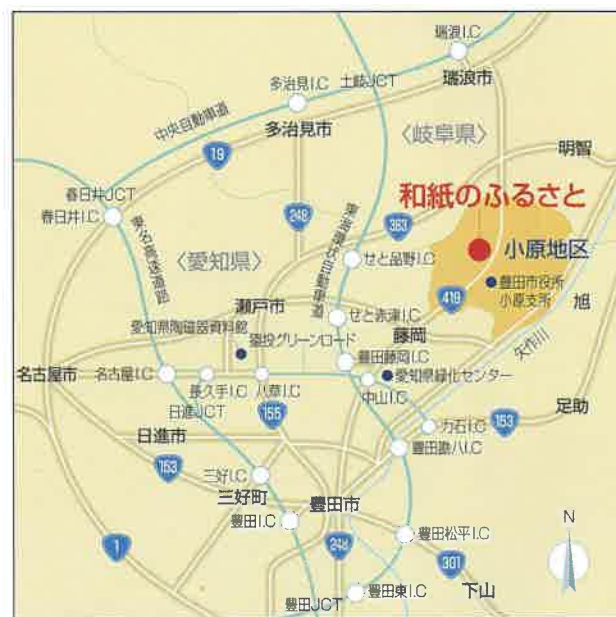 瑞浪I.C
土岐JCT
瑞浪市
多治見I.C
中央自動車道
多治見市
〈岐阜県〉
明智
19
和紙のふるさと
春日井JCT
春日井I.C
248
363
小原地区
東名高速道路
東海環状自動車道
せと品野I.C
〈愛知県〉
豊田市役所
小原支所
旭
419
瀬戸市
せと赤津I.C
藤岡
矢作川
愛知県陶磁器資料館
猿投グリーンロード
豊田藤岡I.C
名古屋市
名古屋I.C
愛知県緑化センター
長久手I.C
八草I.C
中山I.C
足助
日進JCT
155
力石I.C
153
日進市
豊田勘八I.C
153
三好I.C
三好町
豊田市
豊田I.C
豊田松平I.C
N
1
248
301
下山
豊田東I.C
豊田JCT